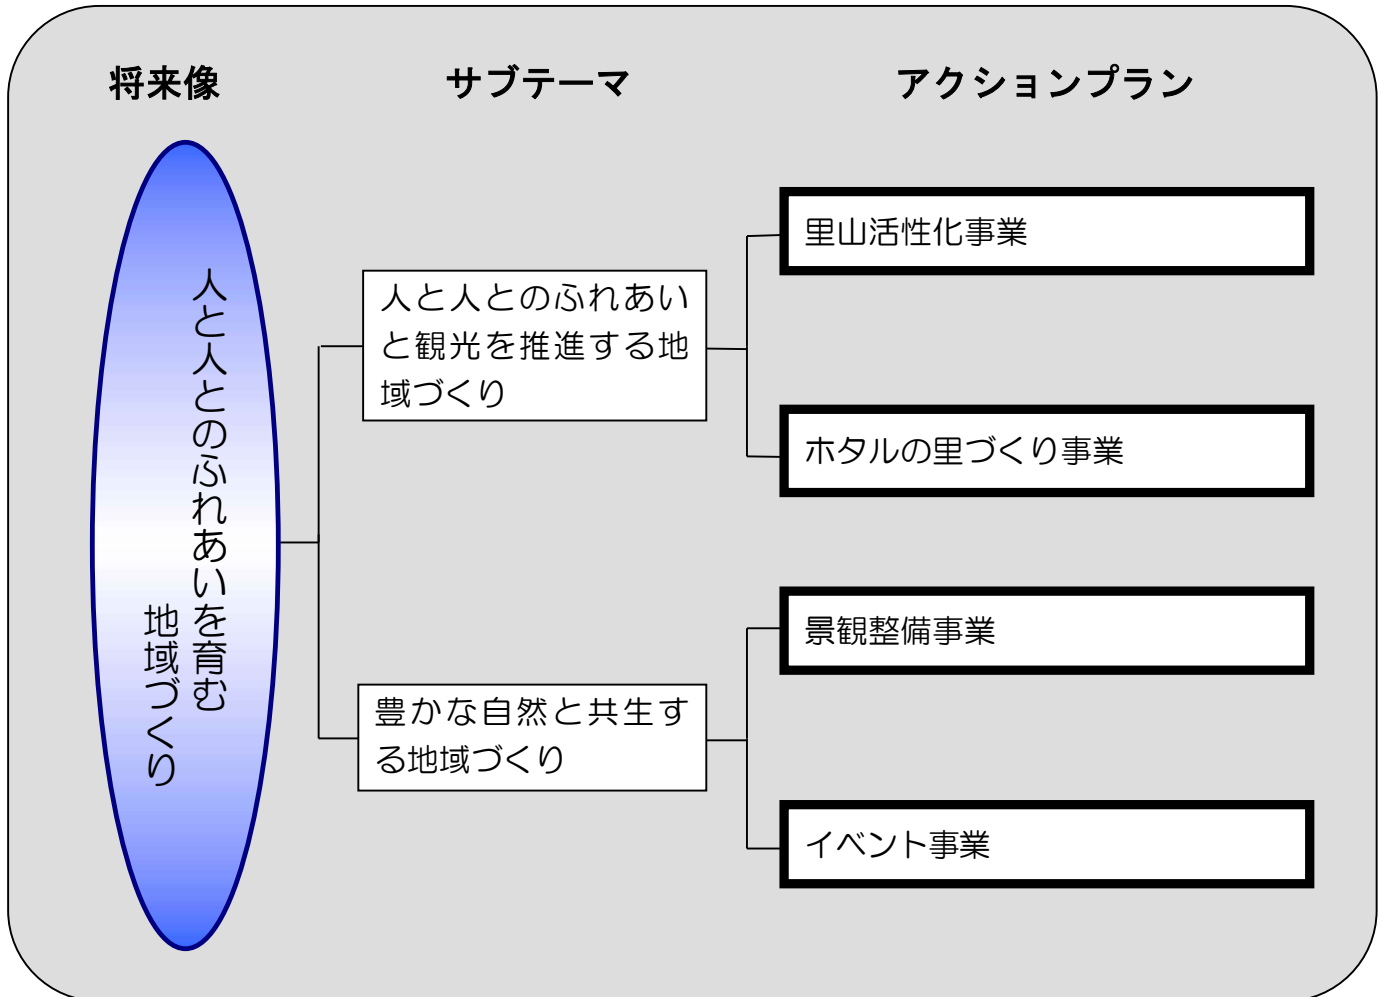 将来像
サブテーマ
アクションプラン
人と人とのふれあいを育む
地域づくり
人と人とのふれあい
と観光を推進する地
域づくり
里山活性化事業
ホタルの里づくり事業
豊かな自然と共生す
る地域づくり
景観整備事業
イベント事業